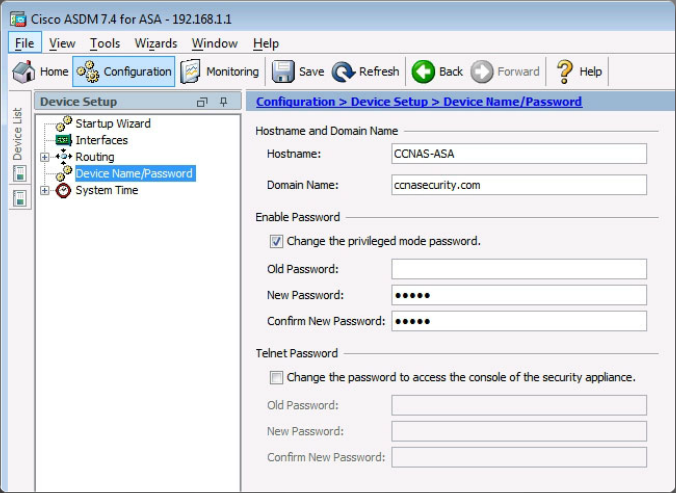 Cisco ASDM 7.4 for ASA - 192.168.1.1
File View Tools Wizards Window Help
Home Configuration Monitoring Save Refresh Back Forward Help
Device List
Device Setup
Startup Wizard
Interfaces
Routing
Device Name/Password
System Time
Configuration > Device Setup > Device Name/Password
Hostname and Domain Name
Hostname: CCNAS-ASA
Domain Name: ccnasecurity.com
Enable Password
Change the privileged mode password.
Old Password:
New Password: •••••
Confirm New Password: •••••
Telnet Password
Change the password to access the console of the security appliance.
Old Password:
New Password:
Confirm New Password: